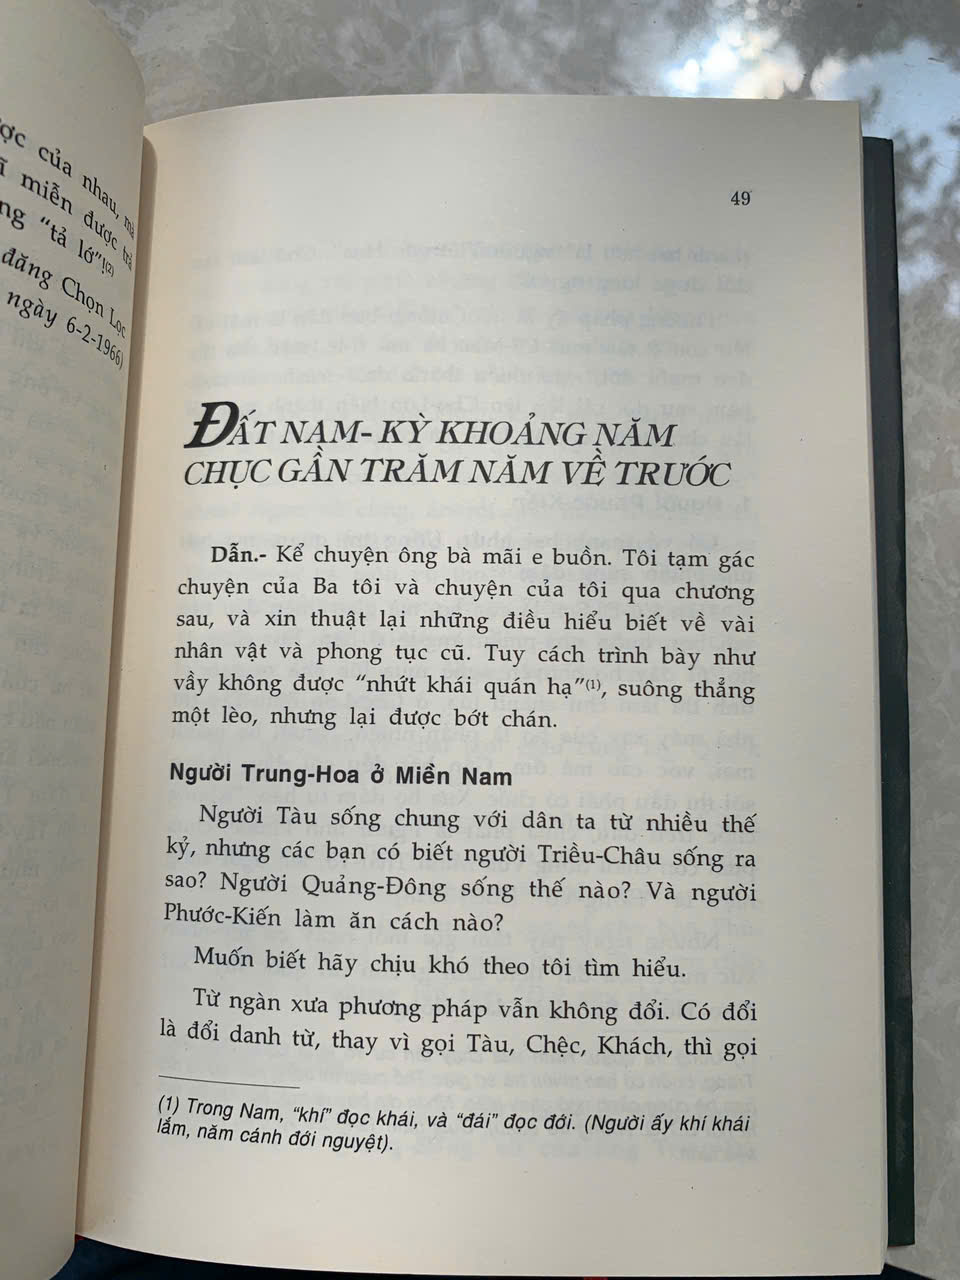 của nhau, mà
miễn được trả
"tả lớ"!(2)
đăng Chọn Lọc
ngày 6-2-1966)
49
ĐẤT NAM- KỲ KHOẢNG NĂM
CHỤC GẦN TRĂM NĂM VỀ TRƯỚC
Dẫn.- Kể chuyện ông bà mãi e buồn. Tôi tạm gác
chuyện của Ba tôi và chuyện của tôi qua chương
sau, và xin thuật lại những điều hiểu biết về vài
nhân vật và phong tục cũ. Tuy cách trình bày như
vầy không được "nhứt khái quán hạ"(1), suông thẳng
một lèo, nhưng lại được bớt chán.
Người Trung-Hoa ở Miền Nam
Người Tàu sống chung với dân ta từ nhiều thế
kỷ, nhưng các bạn có biết người Triều-Châu sống ra
sao? Người Quảng-Đông sống thế nào? Và người
Phước-Kiến làm ăn cách nào?
Muốn biết hãy chịu khó theo tôi tìm hiểu.
Từ ngàn xưa phương pháp vẫn không đổi. Có đổi
là đổi danh từ, thay vì gọi Tàu, Chệc, Khách, thì gọi
(1) Trong Nam, "khí" đọc khái, và "đái" đọc đới. (Người ấy khí khái
lắm, năm cánh đới nguyệt).